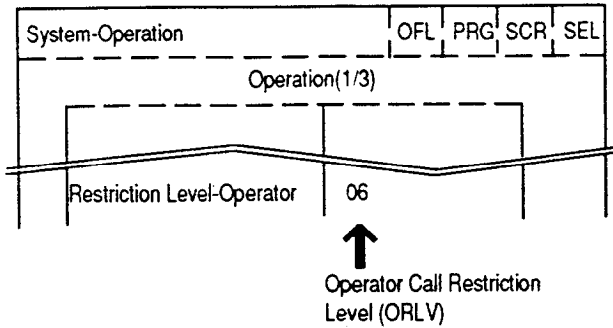 System-Operation OFL PRG SCR SEL
Operation(1/3)
Restriction Level-Operator 06
Operator Call Restriction
Level (ORLV)